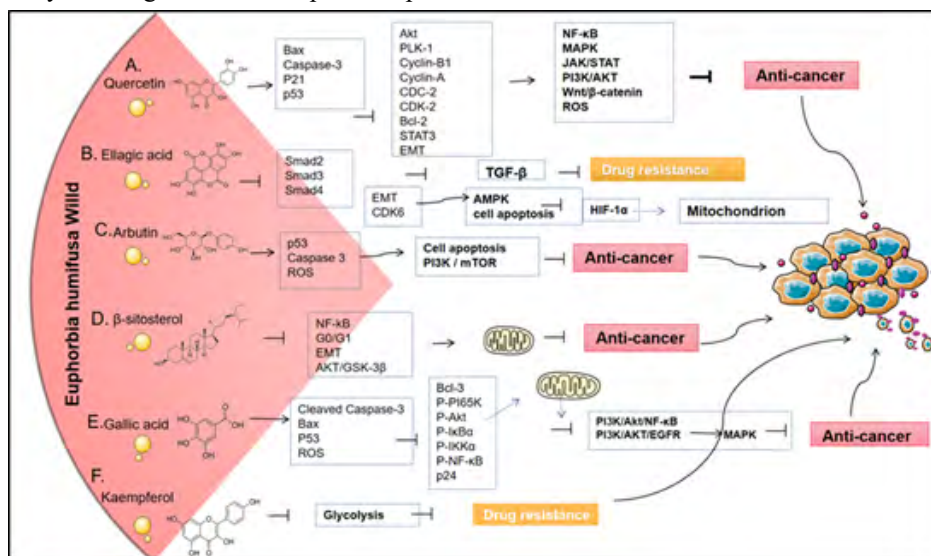 Euphorbia humifusa Willd
A.
Quercetin
Bax
Caspase-3
P21
p53
Akt
PLK-1
Cyclin-B1
Cyclin-A
CDC-2
CDK-2
Bcl-2
STAT3
EMT
NF-κB
MAPK
JAK/STAT
PI3K/AKT
Wnt/β-catenin
ROS
Anti-cancer
B. Ellagic acid
Smad2
Smad3
Smad4
TGF-β
Drug resistance
EMT
CDK6
AMPK
cell apoptosis
HIF-1α
Mitochondrion
C. Arbutin
p53
Caspase 3
ROS
Cell apoptosis
PI3K / mTOR
Anti-cancer
D. β-sitosterol
NF-kB
G0/G1
EMT
AKT/GSK-3β
Anti-cancer
E. Gallic acid
Cleaved Caspase-3
Bax
P53
ROS
Bcl-3
P-PI65K
P-Akt
P-IκBα
P-IKKα
P-NF-κB
p24
PI3K/Akt/NF-κB
PI3K/AKT/EGFR
MAPK
Anti-cancer
F.
Kaempferol
Glycolysis
Drug resistance